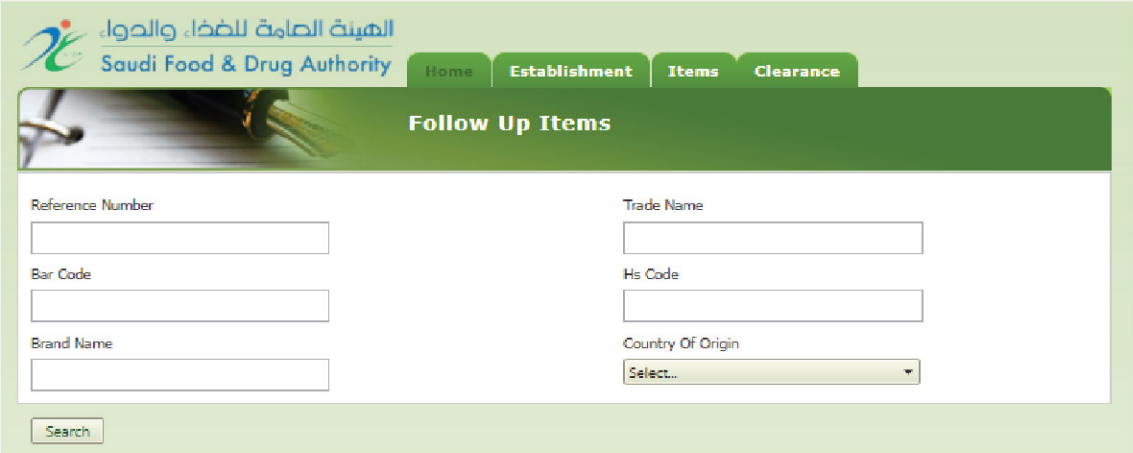 الهيئة العامة للغذاء والدواء
Saudi Food & Drug Authority
Home Establishment Items Clearance
Follow Up Items
Reference Number Trade Name
Bar Code Hs Code
Brand Name Country Of Origin
Select...
Search